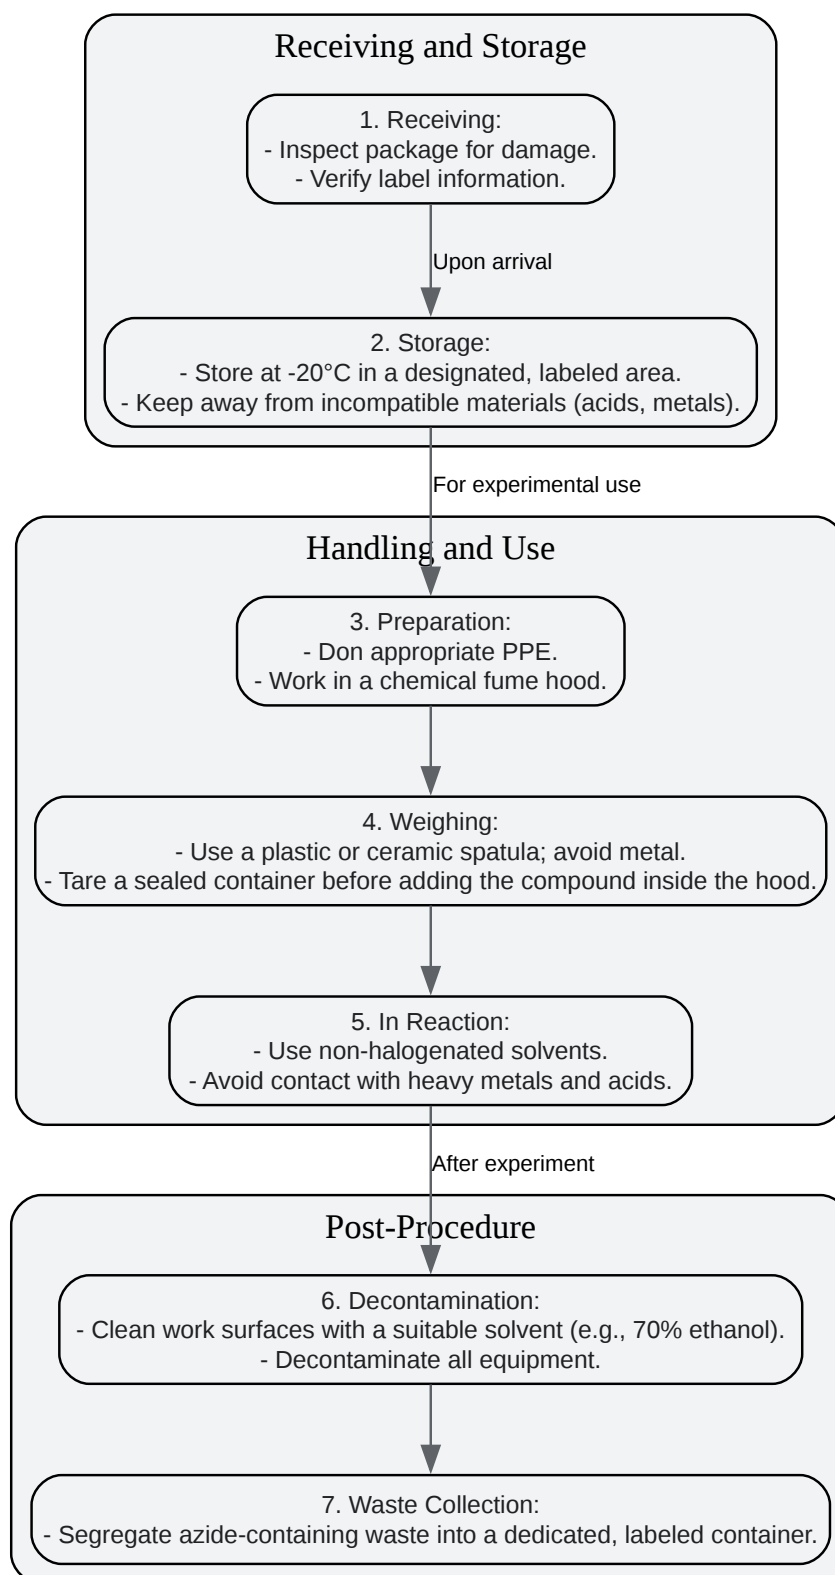 Receiving and Storage
1. Receiving:
- Inspect package for damage.
- Verify label information.
Upon arrival
2. Storage:
- Store at -20°C in a designated, labeled area.
- Keep away from incompatible materials (acids, metals).
For experimental use
Handling and Use
3. Preparation:
- Don appropriate PPE.
- Work in a chemical fume hood.
4. Weighing:
- Use a plastic or ceramic spatula; avoid metal.
- Tare a sealed container before adding the compound inside the hood.
5. In Reaction:
- Use non-halogenated solvents.
- Avoid contact with heavy metals and acids.
After experiment
Post-Procedure
6. Decontamination:
- Clean work surfaces with a suitable solvent (e.g., 70% ethanol).
- Decontaminate all equipment.
7. Waste Collection:
- Segregate azide-containing waste into a dedicated, labeled container.